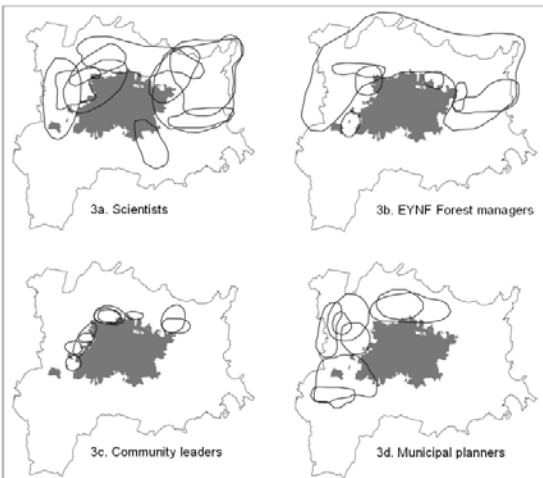 3a. Scientists
3b. EYNF Forest managers
3c. Community leaders
3d. Municipal planners